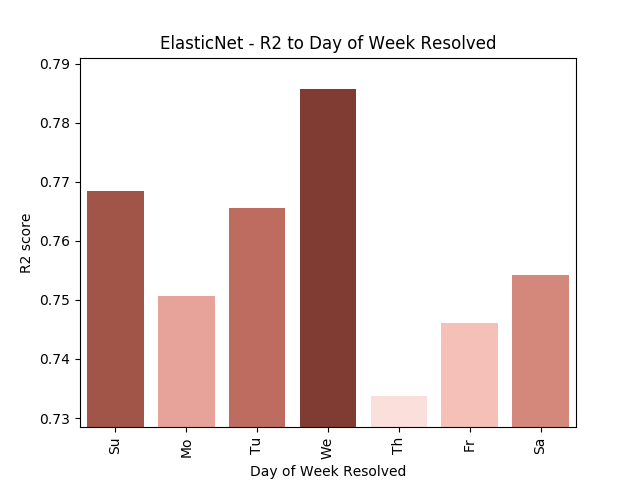 ElasticNet - R2 to Day of Week Resolved
0.79
0.78
0.77
0.76
0.75
0.74
0.73
R2 score
Su
Mo
Tu
We
Th
Fr
Sa
Day of Week Resolved